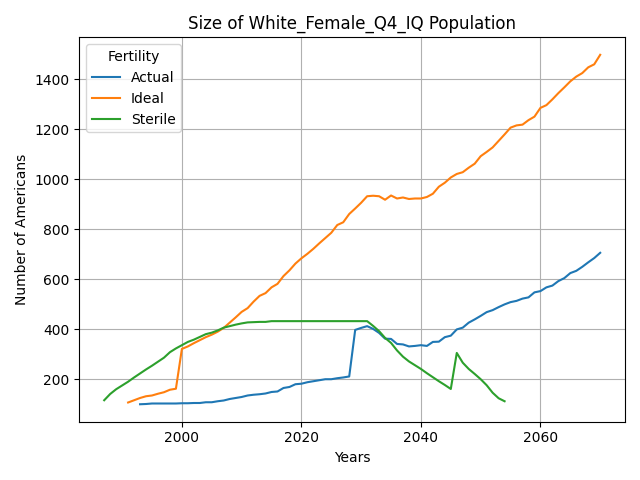 Size of White_Female_Q4_IQ Population
Fertility
Actual
Ideal
Sterile
Number of Americans
1400
1200
1000
800
600
400
200
2000
2020
2040
2060
Years